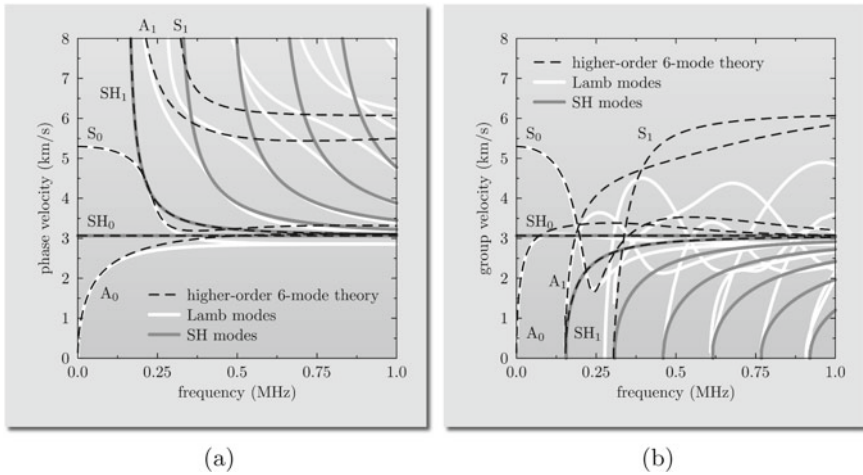 A1 S1
8
7
6
5
4
3
2
1
0
phase velocity (km/s)
SH1
S0
SH0
A0
higher-order 6-mode theory
Lamb modes
SH modes
0.0 0.25 0.5 0.75 1.0
frequency (MHz)
(a)
8
7
6
5
4
3
2
1
0
group velocity (km/s)
higher-order 6-mode theory
Lamb modes
SH modes
S0
S1
SH0
A1
A0
SH1
0.0 0.25 0.5 0.75 1.0
frequency (MHz)
(b)